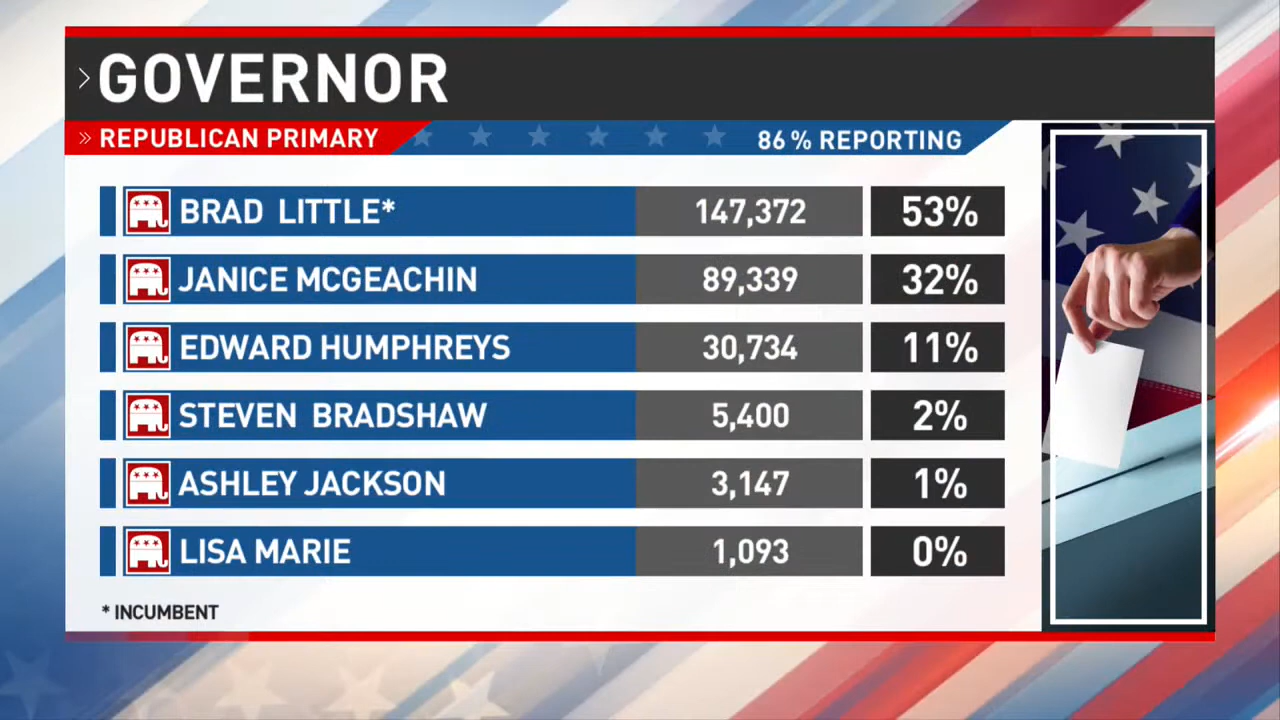 GOVERNOR
REPUBLICAN PRIMARY 86% REPORTING
BRAD LITTLE* 147,372 53%
JANICE MCGEACHIN 89,339 32%
EDWARD HUMPHREYS 30,734 11%
STEVEN BRADSHAW 5,400 2%
ASHLEY JACKSON 3,147 1%
LISA MARIE 1,093 0%
* INCUMBENT